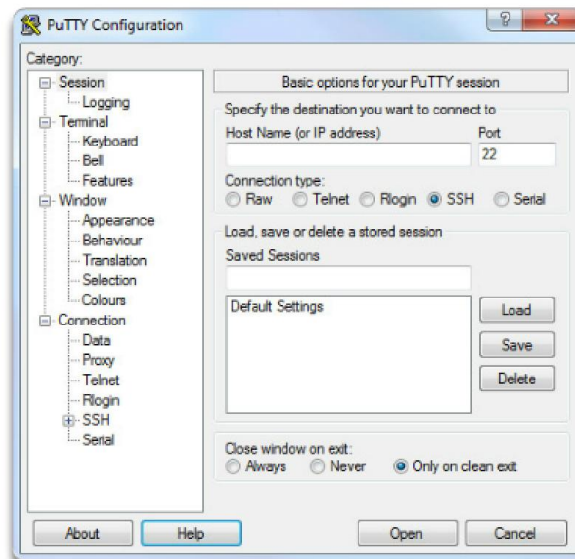 PuTTY Configuration
Category:
Session
Logging
Terminal
Keyboard
Bell
Features
Window
Appearance
Behaviour
Translation
Selection
Colours
Connection
Data
Proxy
Telnet
Rlogin
SSH
Serial
Basic options for your PuTTY session
Specify the destination you want to connect to
Host Name (or IP address) Port
22
Connection type:
Raw Telnet Rlogin SSH Serial
Load, save or delete a stored session
Saved Sessions
Default Settings
Load
Save
Delete
Close window on exit:
Always Never Only on clean exit
About Help Open Cancel